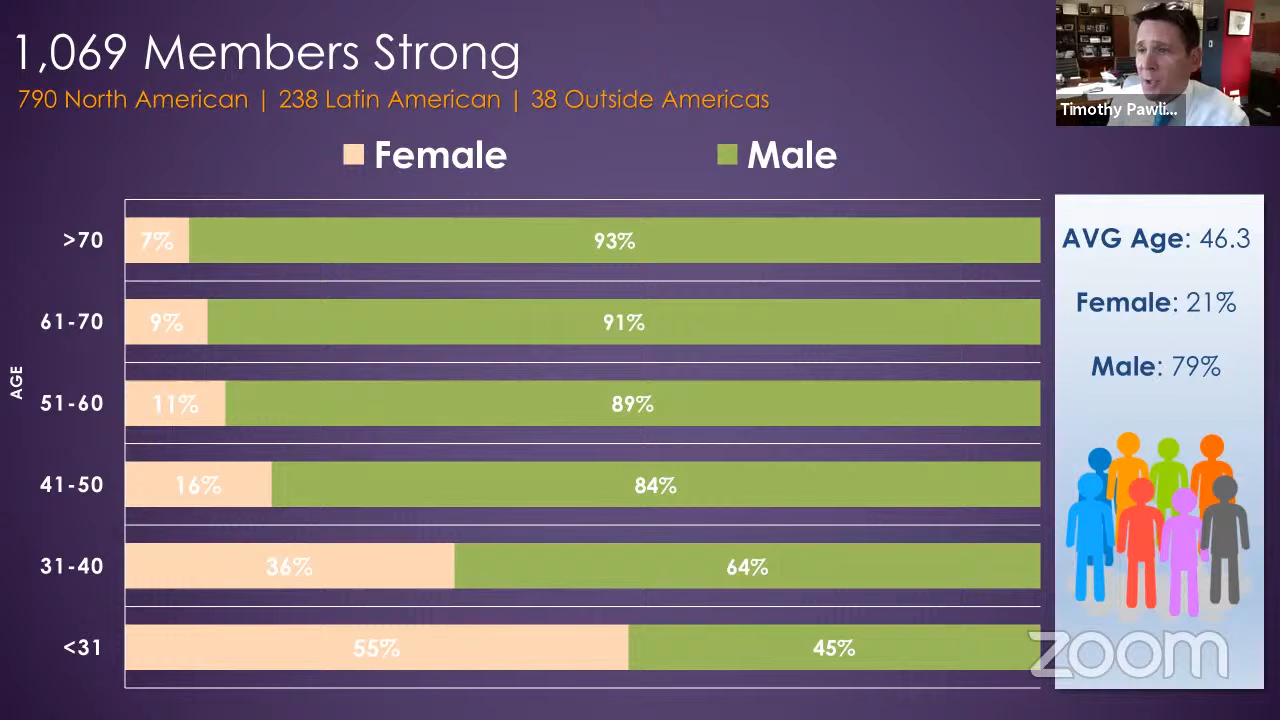 1,069 Members Strong
790 North American | 238 Latin American | 38 Outside Americas
Timothy Pawli...
Female
Male
AGE
>70
7%
93%
61-70
9%
91%
51-60
11%
89%
41-50
16%
84%
31-40
36%
64%
<31
55%
45%
AVG Age: 46.3
Female: 21%
Male: 79%
zoom